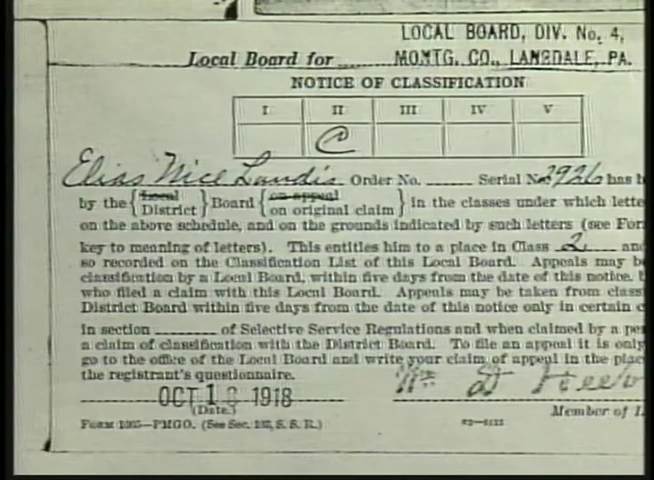 LOCAL BOARD, DIV. No. 4,
Local Board for MONTG. CO., LANSDALE, PA.
NOTICE OF CLASSIFICATION
I II III IV V
C
Elias Nice Landis Order No. Serial No. 2926 has b
by the { Local District } Board { on appeal on original claim } in the classes under which lette
on the above schedule, and on the grounds indicated by such letters (see For
key to meaning of letters). This entitles him to a place in Class 2 and
so recorded on the Classification List of this Local Board. Appeals may be
classification by a Local Board, within five days from the date of this notice, b
who filed a claim with this Local Board. Appeals may be taken from class
District Board within five days from the date of this notice only in certain c
in section of Selective Service Regulations and when claimed by a per
a claim of classification with the District Board. To file an appeal it is only
go to the office of the Local Board and write your claim of appeal in the plac
the registrant's questionnaire.
OCT 1 1918 Wm D Heeb
(Date.) Member of L
Form 1005—PMGO. (See Sec. S. S. R.)